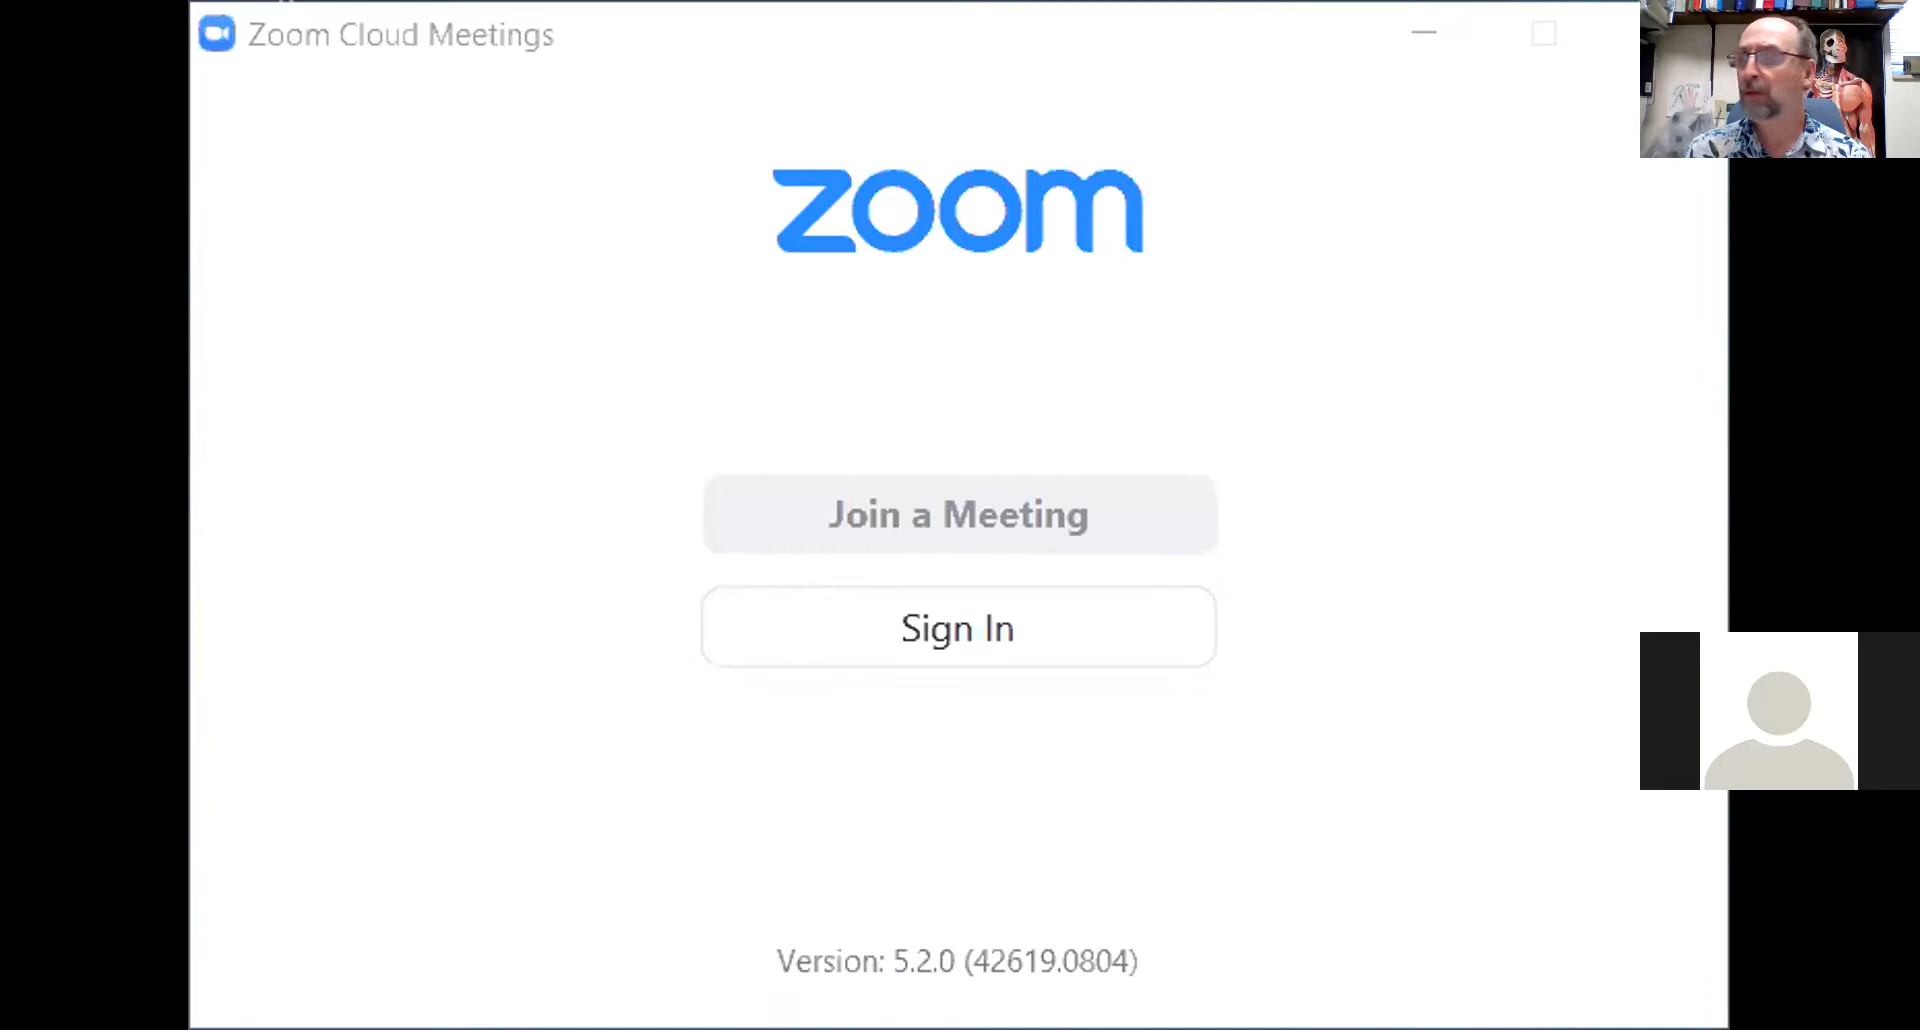 Zoom Cloud Meetings
zoom
Join a Meeting
Sign In
Version: 5.2.0 (42619.0804)